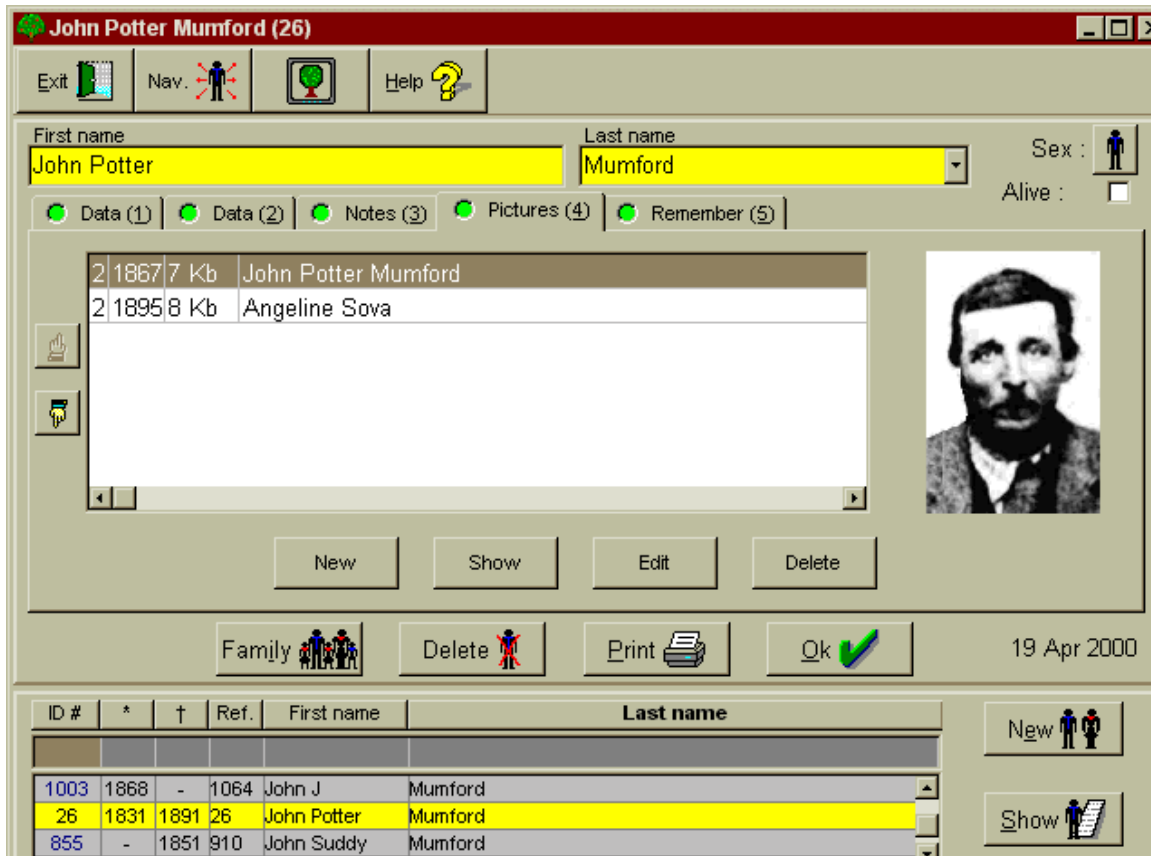 John Potter Mumford (26)
Exit Nav. Help
First name Last name
John Potter Mumford Sex :
Alive :
Data (1) Data (2) Notes (3) Pictures (4) Remember (5)
2 1867 7 Kb John Potter Mumford
2 1895 8 Kb Angeline Sova
New Show Edit Delete
Family Delete Print Ok 19 Apr 2000
ID # * † Ref. First name Last name
New
1003 1868 - 1064 John J Mumford
26 1831 1891 26 John Potter Mumford
Show
855 - 1851 910 John Suddy Mumford